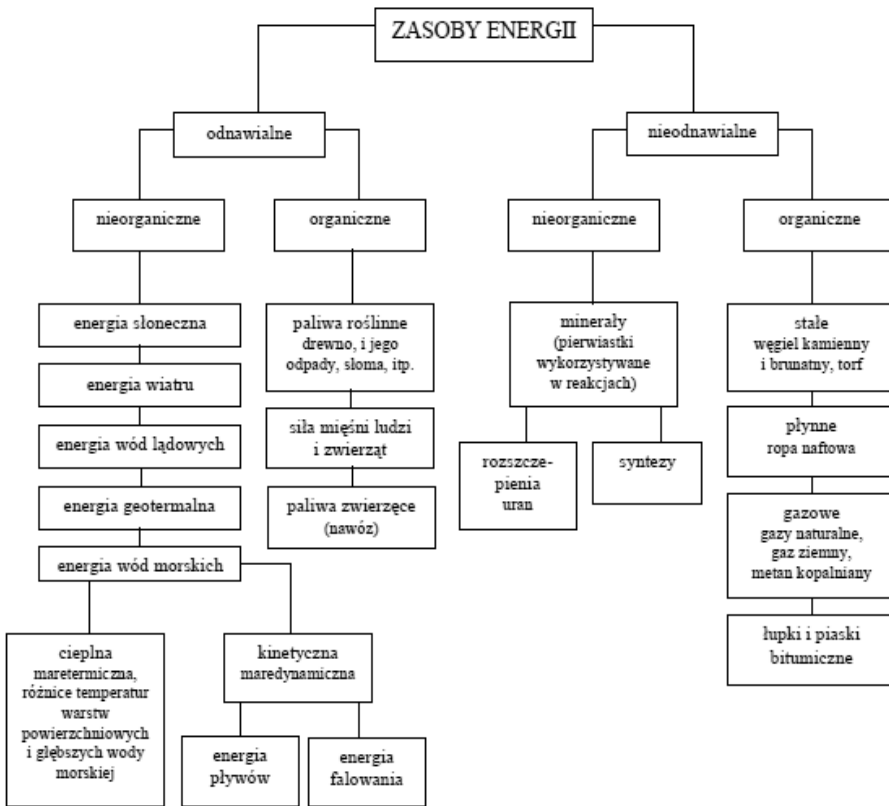 ZASOBY ENERGII
odnawialne
nieodnawialne
nieorganiczne
organiczne
nieorganiczne
organiczne
energia słoneczna
energia wiatru
energia wód lądowych
energia geotermalna
energia wód morskich
cieplna
maretermiczna,
różnice temperatur
warstw
powierzchniowych
i głębszych wody
morskiej
kinetyczna
maredynamiczna
energia
pływów
energia
falowania
paliwa roślinne
drewno, i jego
odpady, słoma, itp.
siła mięśni ludzi
i zwierząt
paliwa zwierzęce
(nawóz)
minerały
(pierwiastki
wykorzystywane
w reakcjach)
rozszcze-
pienia
uran
syntezy
stałe
węgiel kamienny
i brunatny, torf
płynne
ropa naftowa
gazowe
gazy naturalne,
gaz ziemny,
metan kopalniany
łupki i piaski
bitumiczne